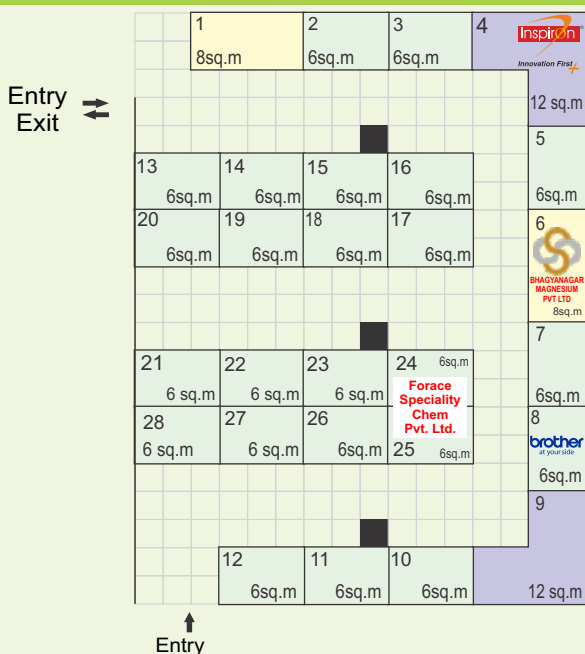 1
8sq.m
2
6sq.m
3
6sq.m
4
Inspirøn
Innovation First
12 sq.m
Entry
Exit
5
6sq.m
13
6sq.m
14
6sq.m
15
6sq.m
16
6sq.m
20
6sq.m
19
6sq.m
18
6sq.m
17
6sq.m
6
BHAGYANAGAR
MAGNESIUM
PVT LTD
8sq.m
7
6sq.m
21
6 sq.m
22
6 sq.m
23
6 sq.m
24 6sq.m
Forace
Speciality
Chem
Pvt. Ltd.
28
6 sq.m
27
6 sq.m
26
6sq.m
25 6sq.m
8
brother
at your side
6sq.m
9
12 sq.m
12
6sq.m
11
6sq.m
10
6sq.m
Entry